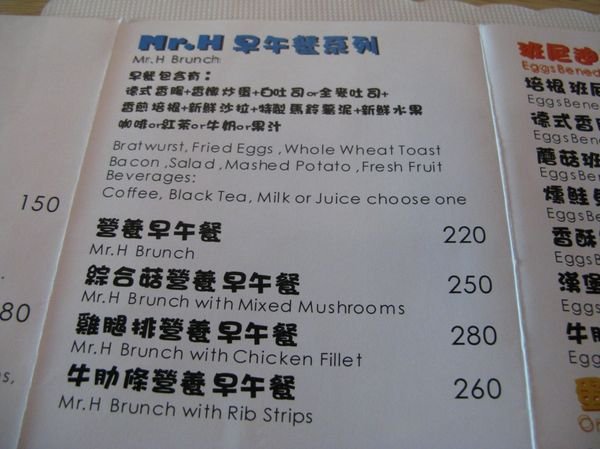 Mr.H 早午餐系列
Mr.H Brunch:
早餐包含有：
德式香腸+香嫩炒蛋+白吐司or全麥吐司+
香煎培根+新鮮沙拉+特製馬鈴薯泥+新鮮水果
咖啡or紅茶or牛奶or果汁
Bratwurst, Fried Eggs ,Whole Wheat Toast
Bacon ,Salad ,Mashed Potato ,Fresh Fruit
Beverages:
Coffee, Black Tea, Milk or Juice choose one
營養早午餐 220
Mr.H Brunch
綜合菇營養早午餐 250
Mr.H Brunch with Mixed Mushrooms
雞腿排營養早午餐 280
Mr.H Brunch with Chicken Fillet
牛肋條營養早午餐 260
Mr.H Brunch with Rib Strips
150
80
班尼迪
Eggs Bened
培根班尼
Eggs Bene
德式香
Eggs Bene
蘑菇班
Eggs Bene
燻鮭魚
Eggs Be
香酥
Eggs B
漢堡
Eggs
牛肋
Egg